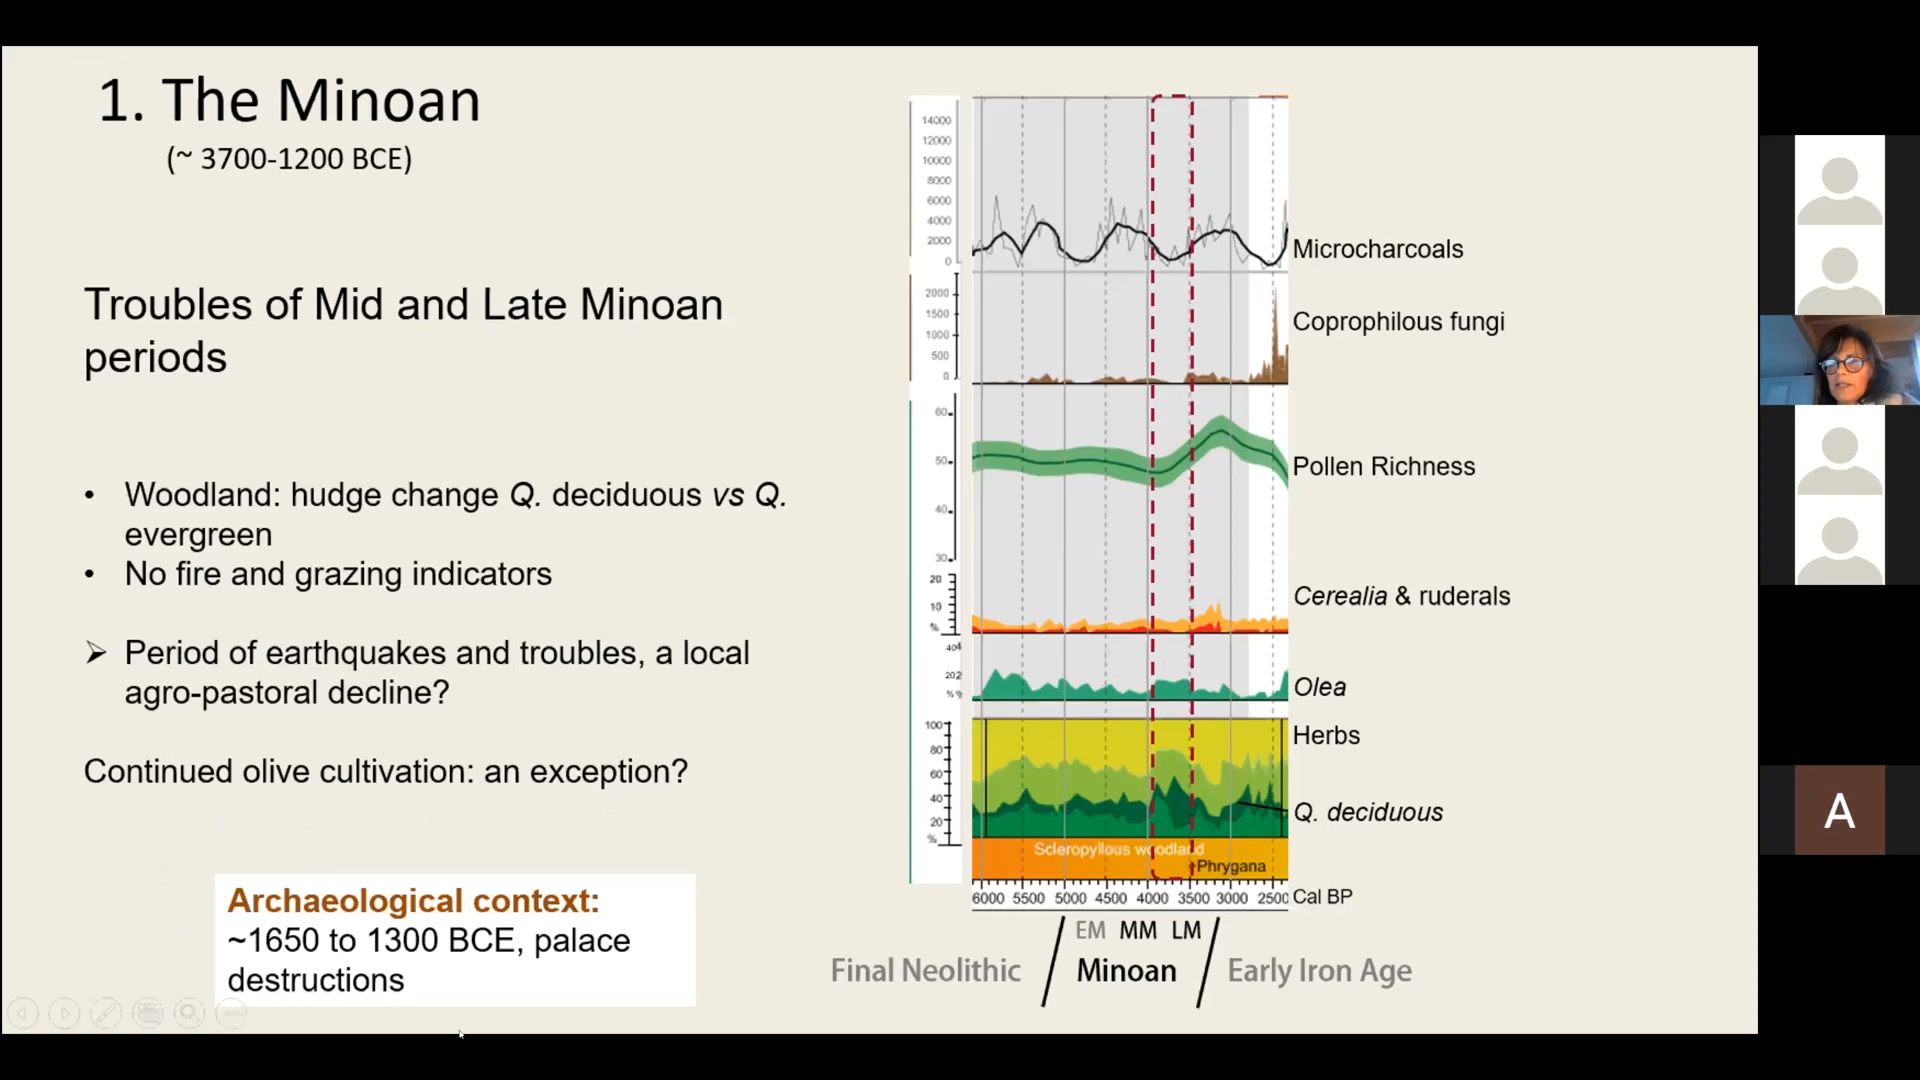 1. The Minoan
(~ 3700-1200 BCE)
Troubles of Mid and Late Minoan
periods
• Woodland: hudge change Q. deciduous vs Q.
evergreen
• No fire and grazing indicators
➢ Period of earthquakes and troubles, a local
agro-pastoral decline?
Continued olive cultivation: an exception?
Archaeological context:
~1650 to 1300 BCE, palace
destructions
14000
12000
10000
8000
6000
4000
2000
0
Microcharcoals
2000
1500
1000
500
0
Coprophilous fungi
60
50
40
30
Pollen Richness
20
10
%
Cerealia & ruderals
40
20
% %
Olea
100
80
60
40
20
%
Herbs
Q. deciduous
Scleropyllous woodland
Phrygana
6000 5500 5000 4500 4000 3500 3000 2500 Cal BP
EM MM LM
Final Neolithic / Minoan / Early Iron Age
A